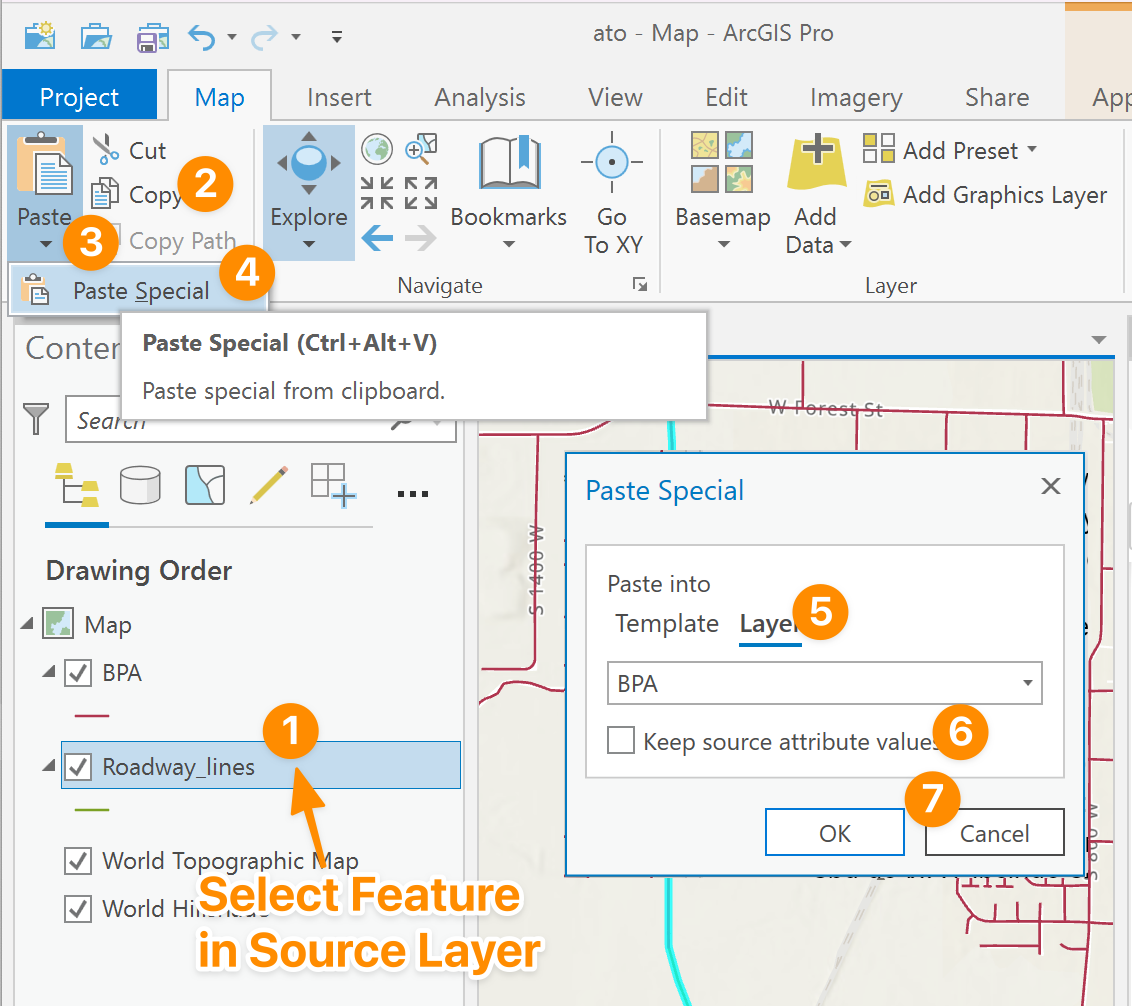 ato - Map - ArcGIS Pro
Project Map Insert Analysis View Edit Imagery Share App
Cut
Copy 2
Paste
3
Copy Path
4
Paste Special
Explore
Bookmarks
Go
To XY
Navigate
Basemap
Add
Data
Add Preset
Add Graphics Layer
Layer
Paste Special (Ctrl+Alt+V)
Paste special from clipboard.
Conten
Search
Drawing Order
Map
BPA
1
Roadway_lines
World Topographic Map
World Hillshade
Select Feature
in Source Layer
W Forest St
S 1400 W
S 800 W
Paste Special
Paste into
Template Layer 5
BPA
Keep source attribute values 6
7
OK Cancel